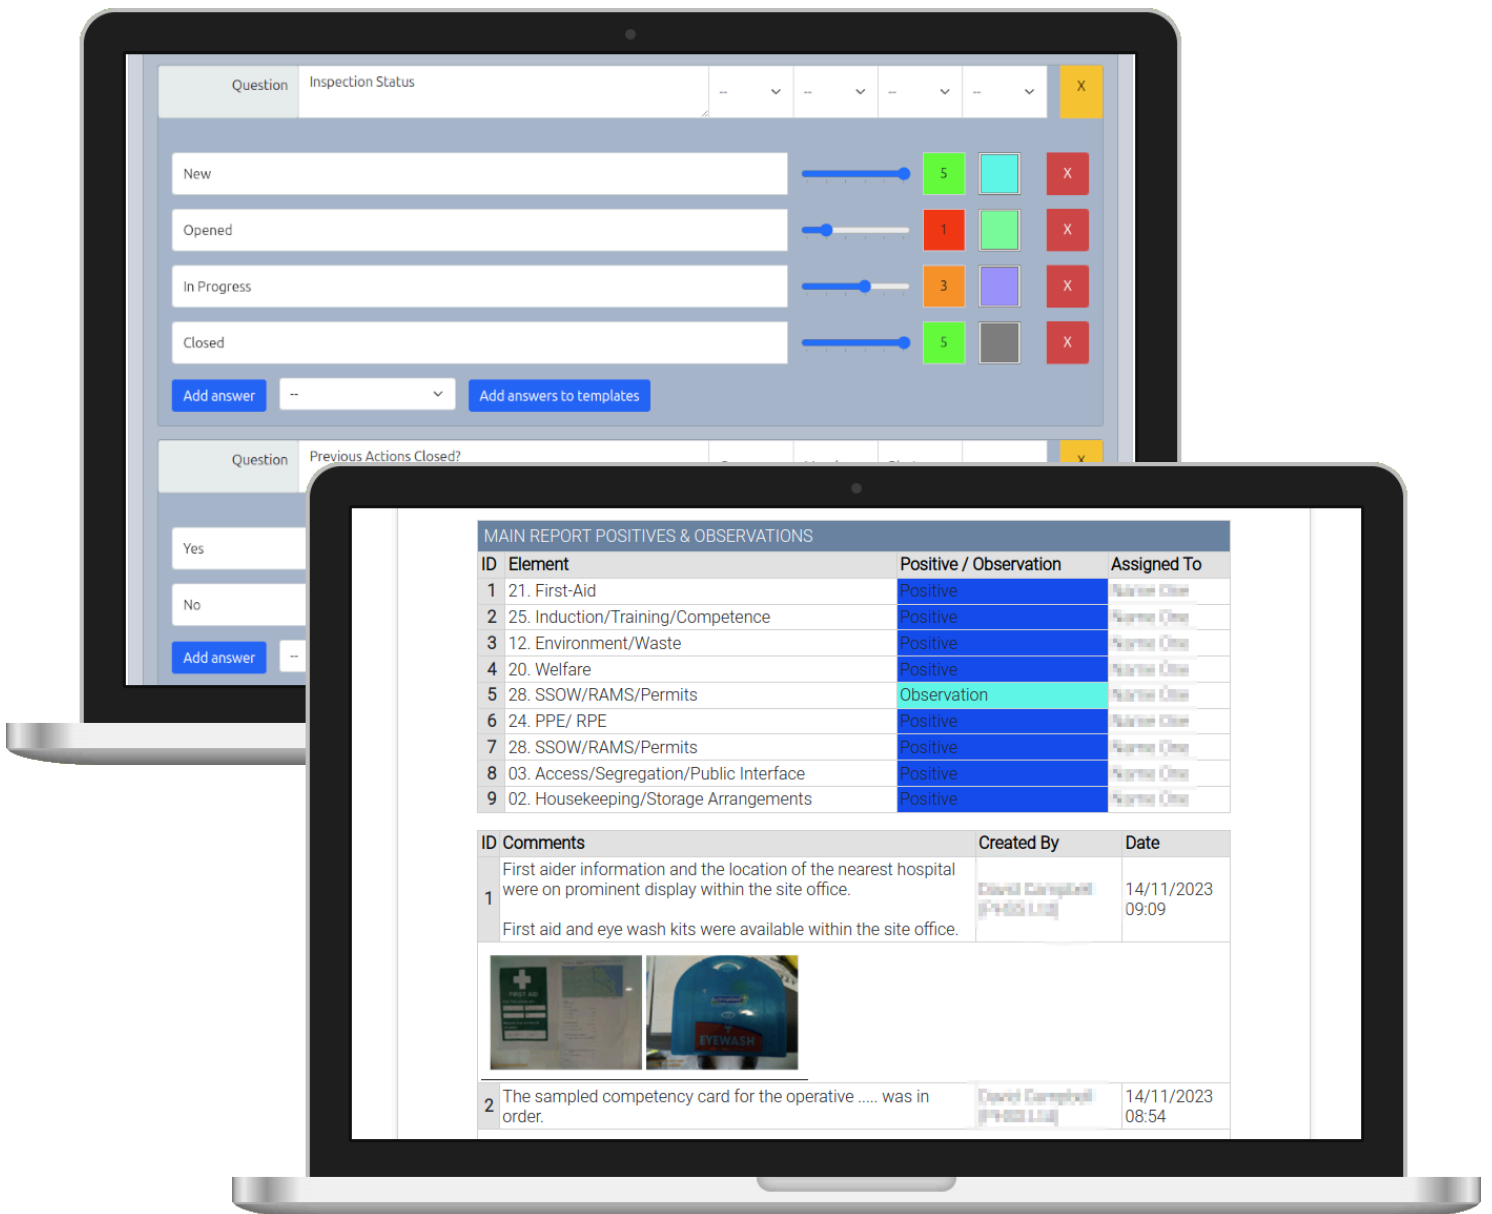 Question Inspection Status -- -- -- -- X
New 5 X
Opened 1 X
In Progress 3 X
Closed 5 X
Add answer -- Add answers to templates
Question Previous Actions Closed? X
Yes
No
Add answer --
MAIN REPORT POSITIVES & OBSERVATIONS
ID Element Positive / Observation Assigned To
1 21. First-Aid Positive
2 25. Induction/Training/Competence Positive
3 12. Environment/Waste Positive
4 20. Welfare Positive
5 28. SSOW/RAMS/Permits Observation
6 24. PPE/ RPE Positive
7 28. SSOW/RAMS/Permits Positive
8 03. Access/Segregation/Public Interface Positive
9 02. Housekeeping/Storage Arrangements Positive
ID Comments Created By Date
First aider information and the location of the nearest hospital
were on prominent display within the site office.
1 14/11/2023
09:09
First aid and eye wash kits were available within the site office.
FIRST AID
EYEWASH
2 The sampled competency card for the operative ..... was in 14/11/2023
order. 08:54